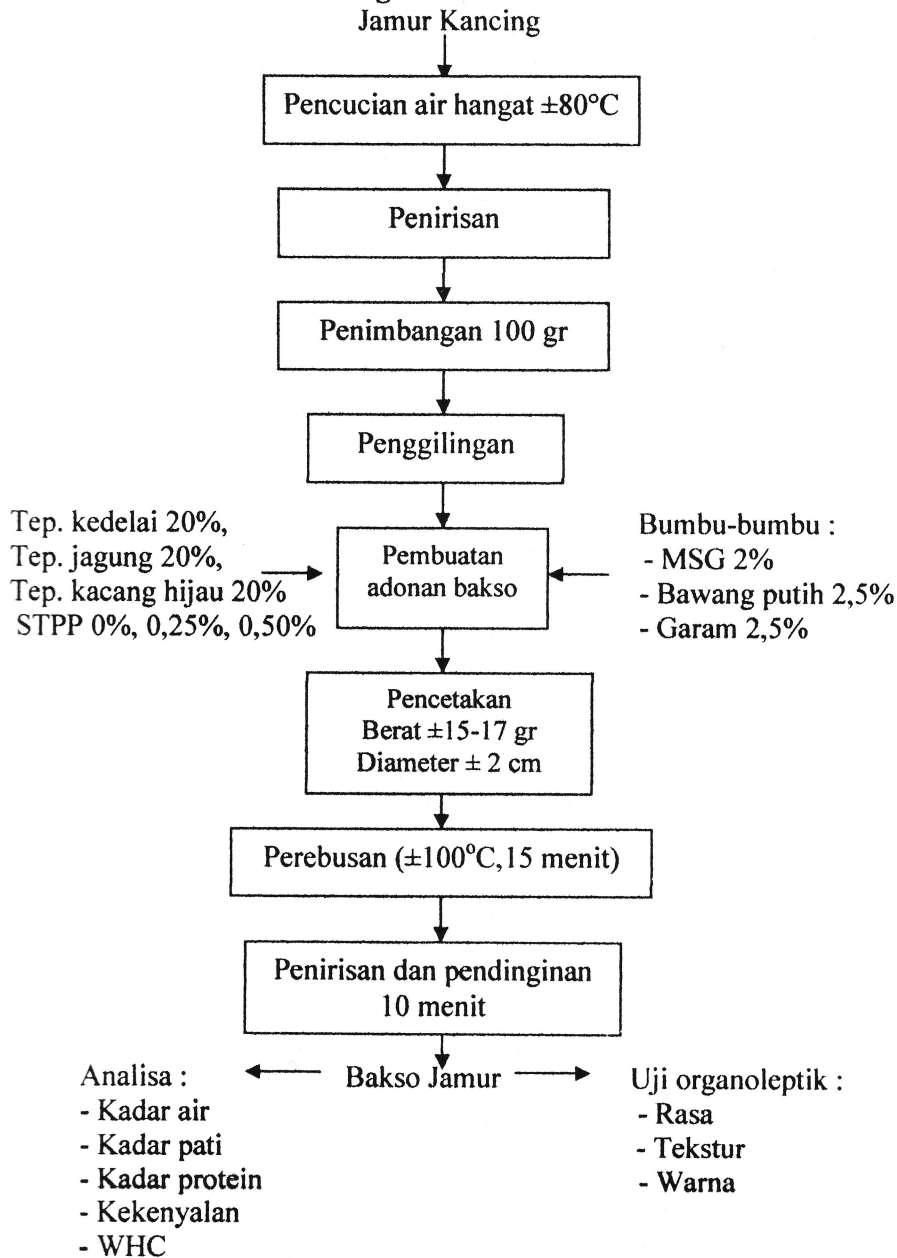 Jamur Kancing
Pencucian air hangat ±80°C
Penirisan
Penimbangan 100 gr
Penggilingan
Tep. kedelai 20%,
Tep. jagung 20%,
Tep. kacang hijau 20%
STPP 0%, 0,25%, 0,50%
Pembuatan
adonan bakso
Bumbu-bumbu :
- MSG 2%
- Bawang putih 2,5%
- Garam 2,5%
Pencetakan
Berat ±15-17 gr
Diameter ± 2 cm
Perebusan (±100°C,15 menit)
Penirisan dan pendinginan
10 menit
Bakso Jamur
Analisa :
- Kadar air
- Kadar pati
- Kadar protein
- Kekenyalan
- WHC
Uji organoleptik :
- Rasa
- Tekstur
- Warna